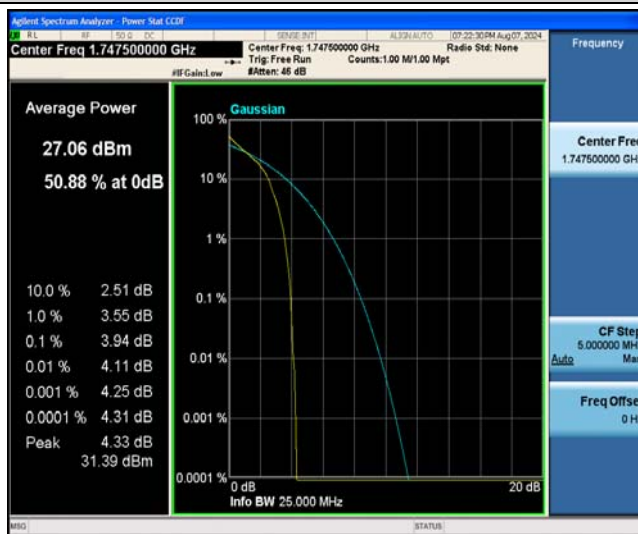 Agilent Spectrum Analyzer - Power Stat CCDF
RL RF 50 Ω DC SENSE:INT ALIGN AUTO 07:22:30 PM Aug 07, 2024
Center Freq 1.747500000 GHz
Center Freq: 1.747500000 GHz Radio Std: None
Trig: Free Run Counts:1.00 M/1.00 Mpt
#IFGain:Low #Atten: 46 dB
Frequency
Average Power
27.06 dBm
50.88 % at 0dB
10.0 % 2.51 dB
1.0 % 3.55 dB
0.1 % 3.94 dB
0.01 % 4.11 dB
0.001 % 4.25 dB
0.0001 % 4.31 dB
Peak 4.33 dB
31.39 dBm
Gaussian
100 %
10 %
1 %
0.1 %
0.01 %
0.001 %
0.0001 %
0 dB 20 dB
Info BW 25.000 MHz
Center Fre
1.747500000 GH
CF Step
5.000000 MH
Auto Ma
Freq Offse
0 H
MSG STATUS